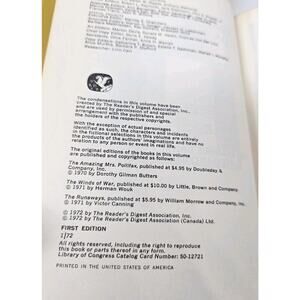 The condensations in this volume have been
created by The Reader's Digest Association, Inc.
and are used by permission of and special
arrangement with the publishers and
the holders of the respective copyrights.
With the exception of actual personages
identified as such, the characters and incidents
in the fictional selections in this volume are entirely
the products of the authors' imaginations and have no
relation to any person or event in real life.
The original editions of the books in this volume
are published and copyrighted as follows:
The Amazing Mrs. Pollifax, published at $4.95 by Doubleday &
Company, Inc.
© 1970 by Dorothy Gilman Butters
The Winds of War, published at $10.00 by Little, Brown and Company
© 1971 by Herman Wouk
The Runaways, published at $5.95 by William Morrow and Company, Inc.
© 1971 by Victor Canning
© 1972 by The Reader's Digest Association, Inc.
© 1972 by The Reader's Digest Association (Canada) Ltd.
FIRST EDITION
1/72
All rights reserved, including the right to reproduce
this book or parts thereof in any form.
Library of Congress Catalog Card Number: 50-12721
PRINTED IN THE UNITED STATES OF AMERICA